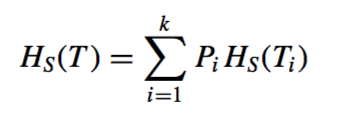 H_S(T) = \sum_{i=1}^{k} P_i H_S(T_i)